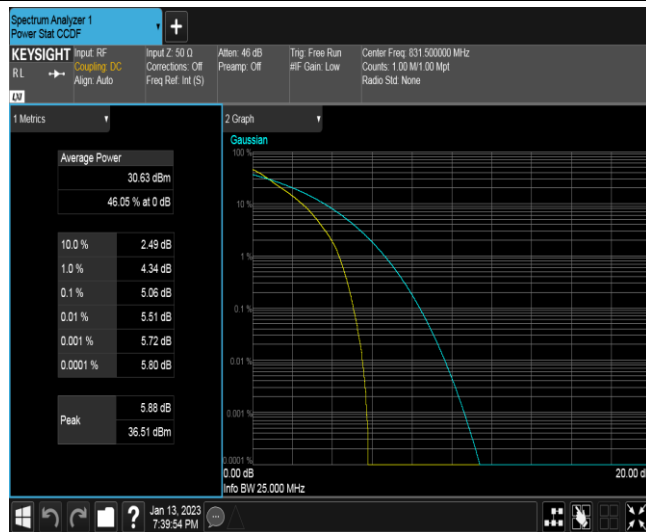 Spectrum Analyzer 1
Power Stat CCDF
+
KEYSIGHT
RL
LXI
Input: RF
Coupling: DC
Align: Auto
Input Z: 50 Ω
Corrections: Off
Freq Ref: Int (S)
Atten: 46 dB
Preamp: Off
Trig: Free Run
#IF Gain: Low
Center Freq: 831.500000 MHz
Counts: 1.00 M/1.00 Mpt
Radio Std: None
1 Metrics
Average Power
30.63 dBm
46.05 % at 0 dB
10.0 % 2.49 dB
1.0 % 4.34 dB
0.1 % 5.06 dB
0.01 % 5.51 dB
0.001 % 5.72 dB
0.0001 % 5.80 dB
Peak
5.88 dB
36.51 dBm
2 Graph
Gaussian
100 %
10 %
1 %
0.1 %
0.01 %
0.001 %
0.0001 %
0.00 dB
20.00 d
Info BW 25.000 MHz
?
Jan 13, 2023
7:39:54 PM